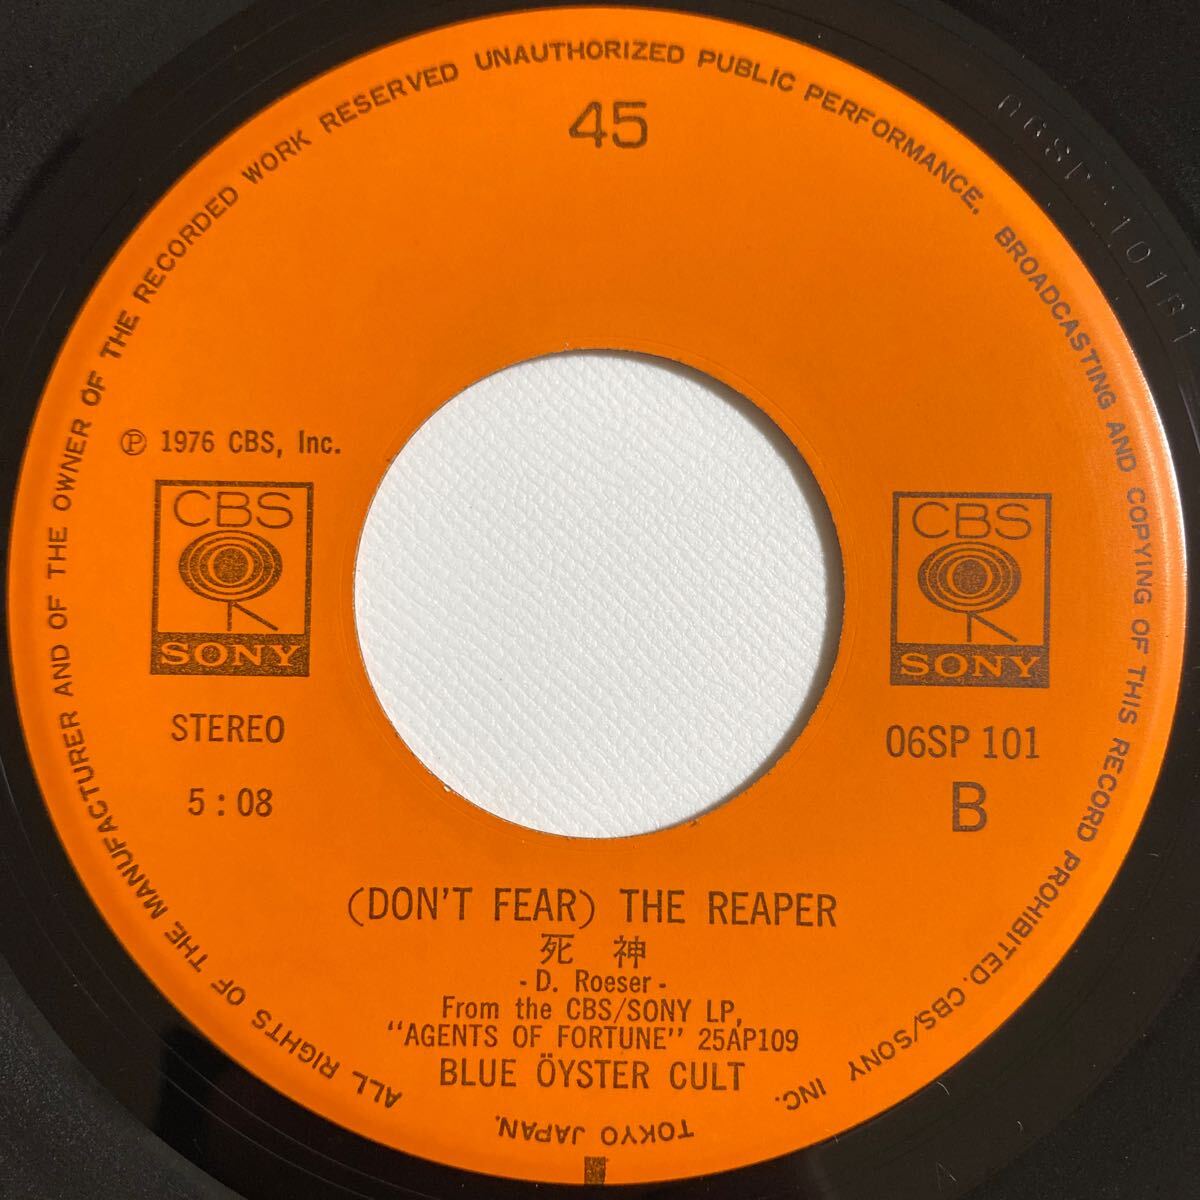 ALL RIGHTS OF THE MANUFACTURER AND OF THE OWNER OF THE RECORDED WORK RESERVED UNAUTHORIZED PUBLIC PERFORMANCE. BROADCASTING AND COPYING OF THIS RECORD PROHIBITED. CBS/SONY INC.
TOKYO JAPAN.
45
℗ 1976 CBS, Inc.
CBS
SONY
STEREO
5:08
CBS
SONY
06SP 101
B
(DON'T FEAR) THE REAPER
死 神
- D. Roeser -
From the CBS/SONY LP,
"AGENTS OF FORTUNE" 25AP109
BLUE ÖYSTER CULT
06SP 101B1